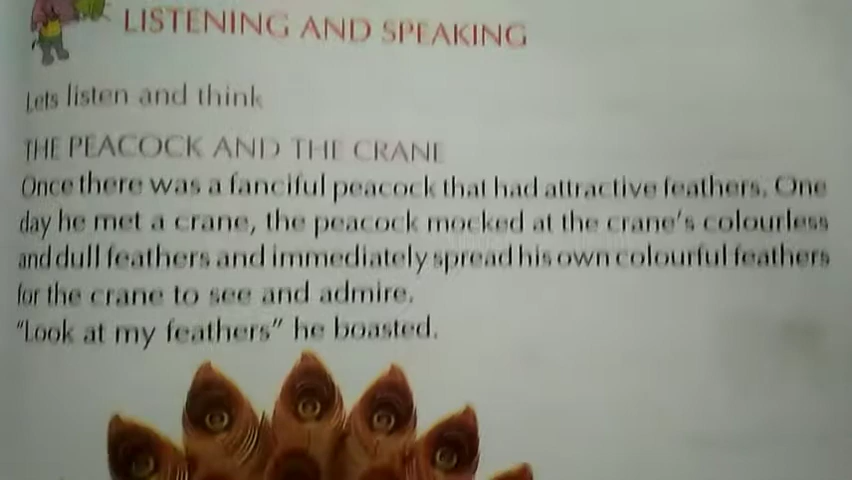 LISTENING AND SPEAKING
Lets listen and think
THE PEACOCK AND THE CRANE
Once there was a fanciful peacock that had attractive feathers. One
day he met a crane, the peacock mocked at the crane's colourless
and dull feathers and immediately spread his own colourful feathers
for the crane to see and admire.
"Look at my feathers" he boasted.